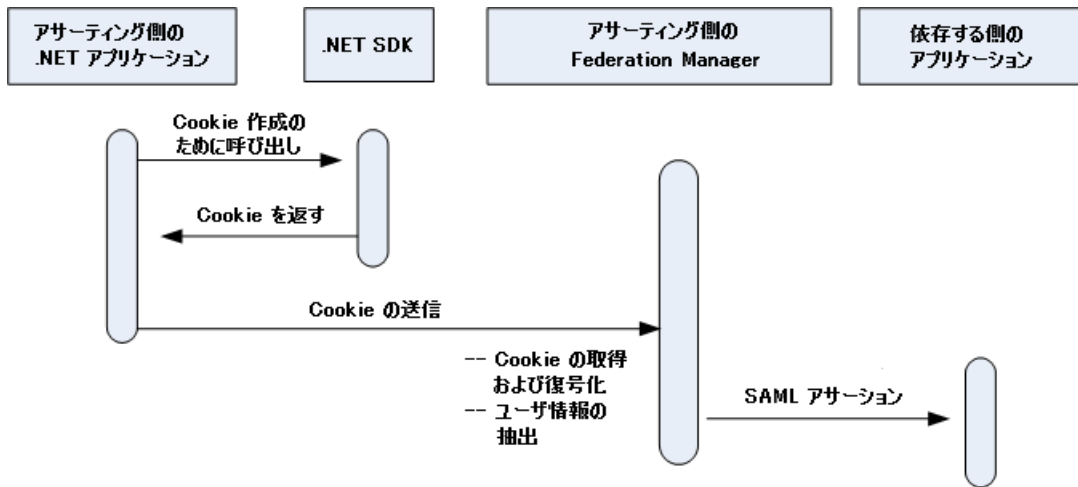 アサーティング側の
.NET アプリケーション
.NET SDK
アサーティング側の
Federation Manager
依存する側の
アプリケーション
Cookie 作成の
ために呼び出し
Cookie を返す
Cookie の送信
-- Cookie の取得
および復号化
-- ユーザ情報の
抽出
SAML アサーション